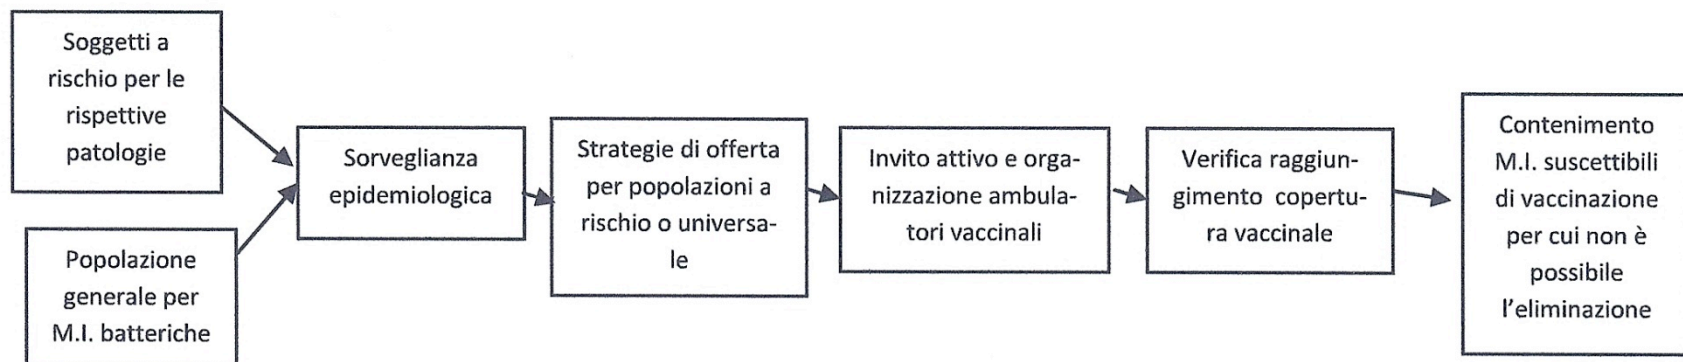 Soggetti a
rischio per le
rispettive
patologie
Popolazione
generale per
M.I. batteriche
Sorveglianza
epidemiologica
Strategie di offerta
per popolazioni a
rischio o universa-
le
Invito attivo e orga-
nizzazione ambula-
tori vaccinali
Verifica raggiun-
gimento copertu-
ra vaccinale
Contenimento
M.I. suscettibili
di vaccinazione
per cui non è
possibile
l'eliminazione